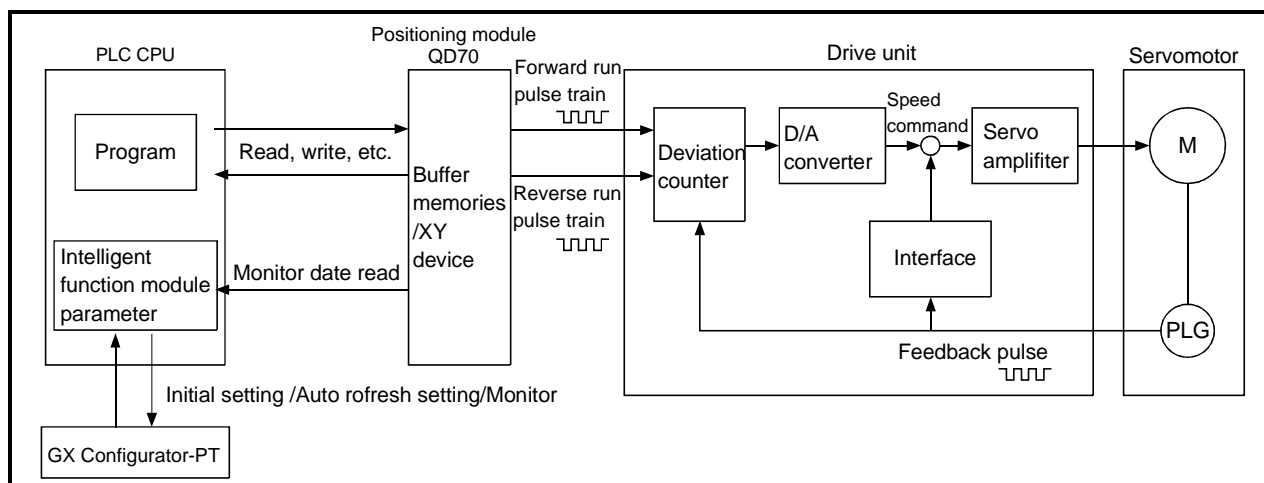 PLC CPU
Positioning module
QD70
Drive unit
Servomotor
Program
Read, write, etc.
Intelligent
function module
parameter
Monitor date read
Initial setting /Auto rofresh setting/Monitor
GX Configurator-PT
Buffer
memories
/XY
device
Forward run
pulse train
Reverse run
pulse train
Deviation
counter
D/A
converter
Speed
command
Servo
amplifiter
Interface
Feedback pulse
M
PLG